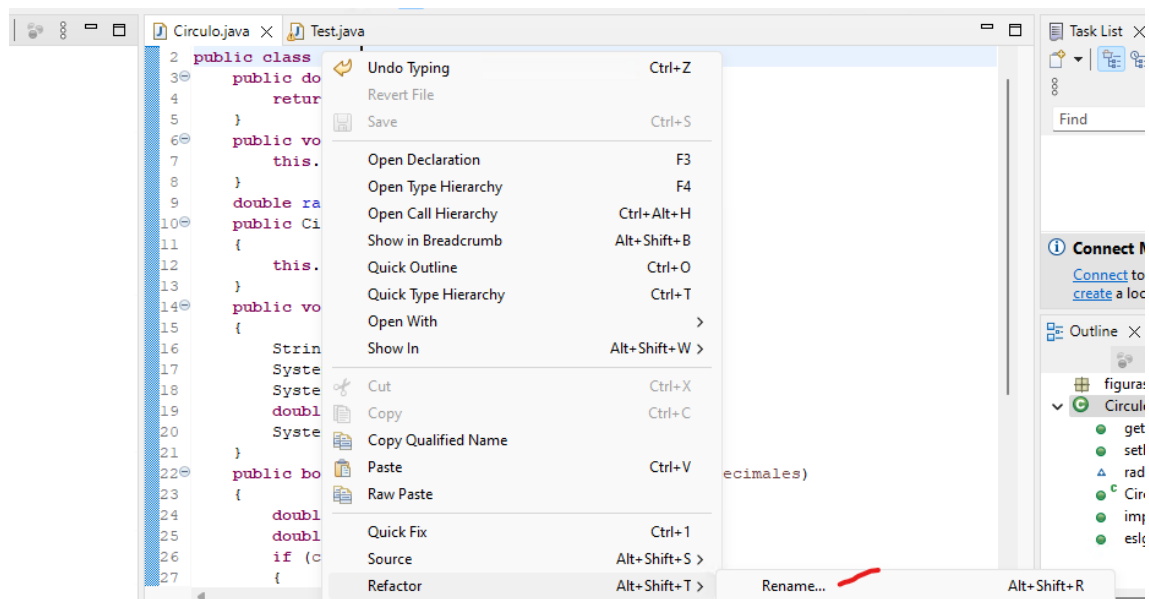 Circulo.java
Test.java
Task List
2 public class
3 public do
4 retur
5 }
6 public vo
7 this.
8 }
9 double ra
10 public Ci
11 {
12 this.
13 }
14 public vo
15 {
16 Strin
17 Syste
18 Syste
19 doubl
20 Syste
21 }
22 public bo
ecimales)
23 {
24 doubl
25 doubl
26 if (c
27 {
Undo Typing Ctrl+Z
Revert File
Save Ctrl+S
Open Declaration F3
Open Type Hierarchy F4
Open Call Hierarchy Ctrl+Alt+H
Show in Breadcrumb Alt+Shift+B
Quick Outline Ctrl+O
Quick Type Hierarchy Ctrl+T
Open With >
Show In Alt+Shift+W >
Cut Ctrl+X
Copy Ctrl+C
Copy Qualified Name
Paste Ctrl+V
Raw Paste
Quick Fix Ctrl+1
Source Alt+Shift+S >
Refactor Alt+Shift+T >
Rename... Alt+Shift+R
Find
Connect M
Connect to
create a loc
Outline
figuras
Circulo
get
rad
Cir
imp